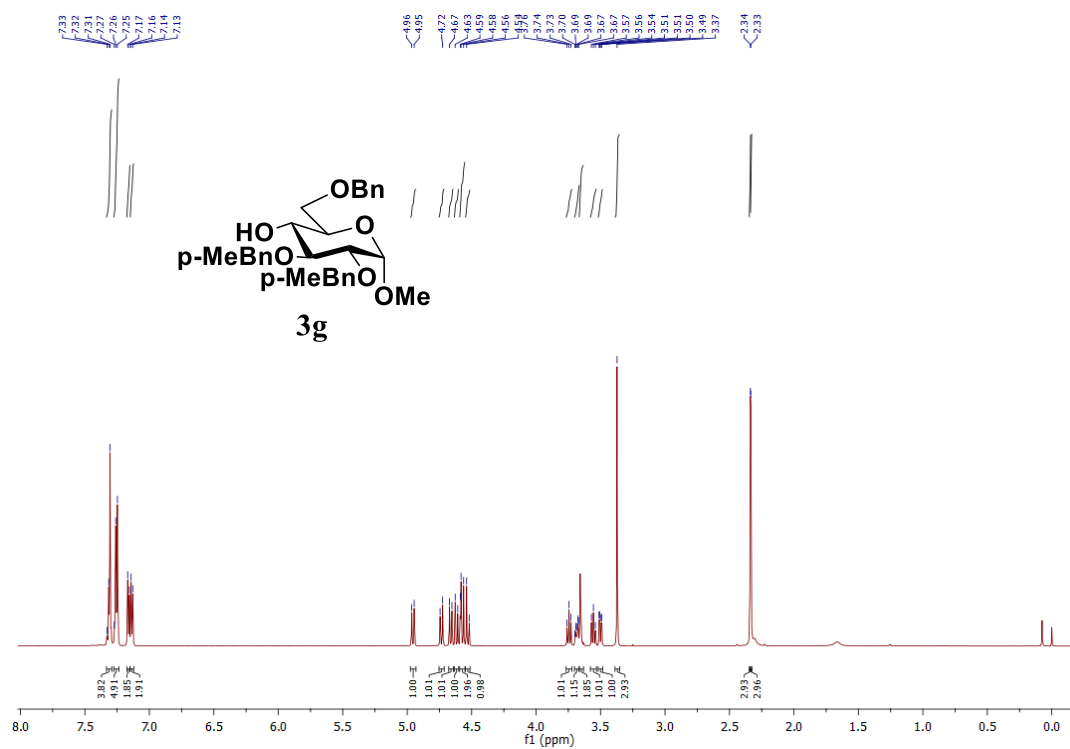 7.33 7.32 7.31 7.27 7.26 7.25 7.17 7.16 7.14 7.13 4.96 4.95 4.72 4.67 4.63 4.59 4.58 4.56 4.54 3.76 3.74 3.73 3.70 3.69 3.69 3.67 3.67 3.57 3.56 3.54 3.51 3.51 3.50 3.49 3.37 2.34 2.33
OBn
HO
O
p-MeBnO
p-MeBnO
OMe
3g
3.82 4.91 1.85 1.91 1.00 1.01 1.01 1.00 1.96 0.98 1.01 1.15 1.85 1.01 1.00 2.93 2.93 2.96
8.0 7.5 7.0 6.5 6.0 5.5 5.0 4.5 4.0 3.5 3.0 2.5 2.0 1.5 1.0 0.5 0.0
f1 (ppm)